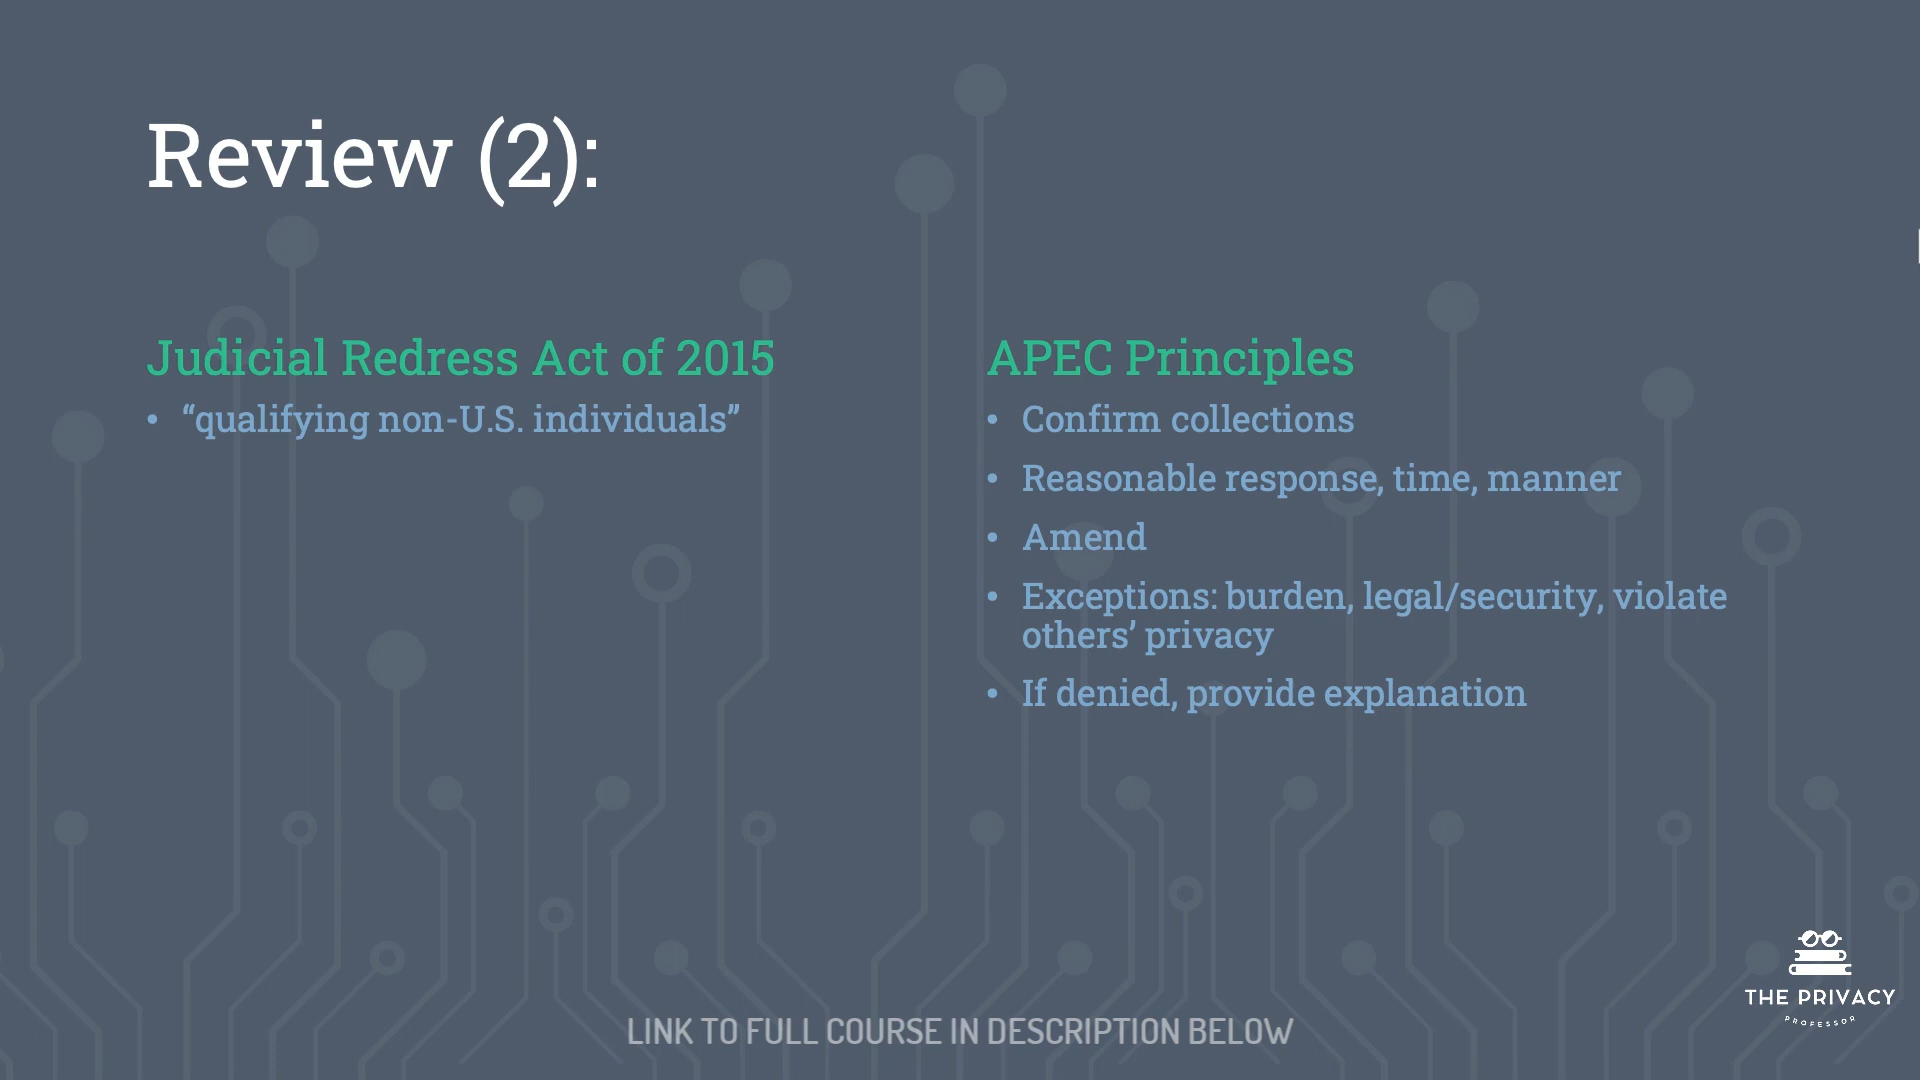 Review (2):
Judicial Redress Act of 2015
• “qualifying non-U.S. individuals”
APEC Principles
• Confirm collections
• Reasonable response, time, manner
• Amend
• Exceptions: burden, legal/security, violate
others’ privacy
• If denied, provide explanation
THE PRIVACY
PROFESSOR
LINK TO FULL COURSE IN DESCRIPTION BELOW